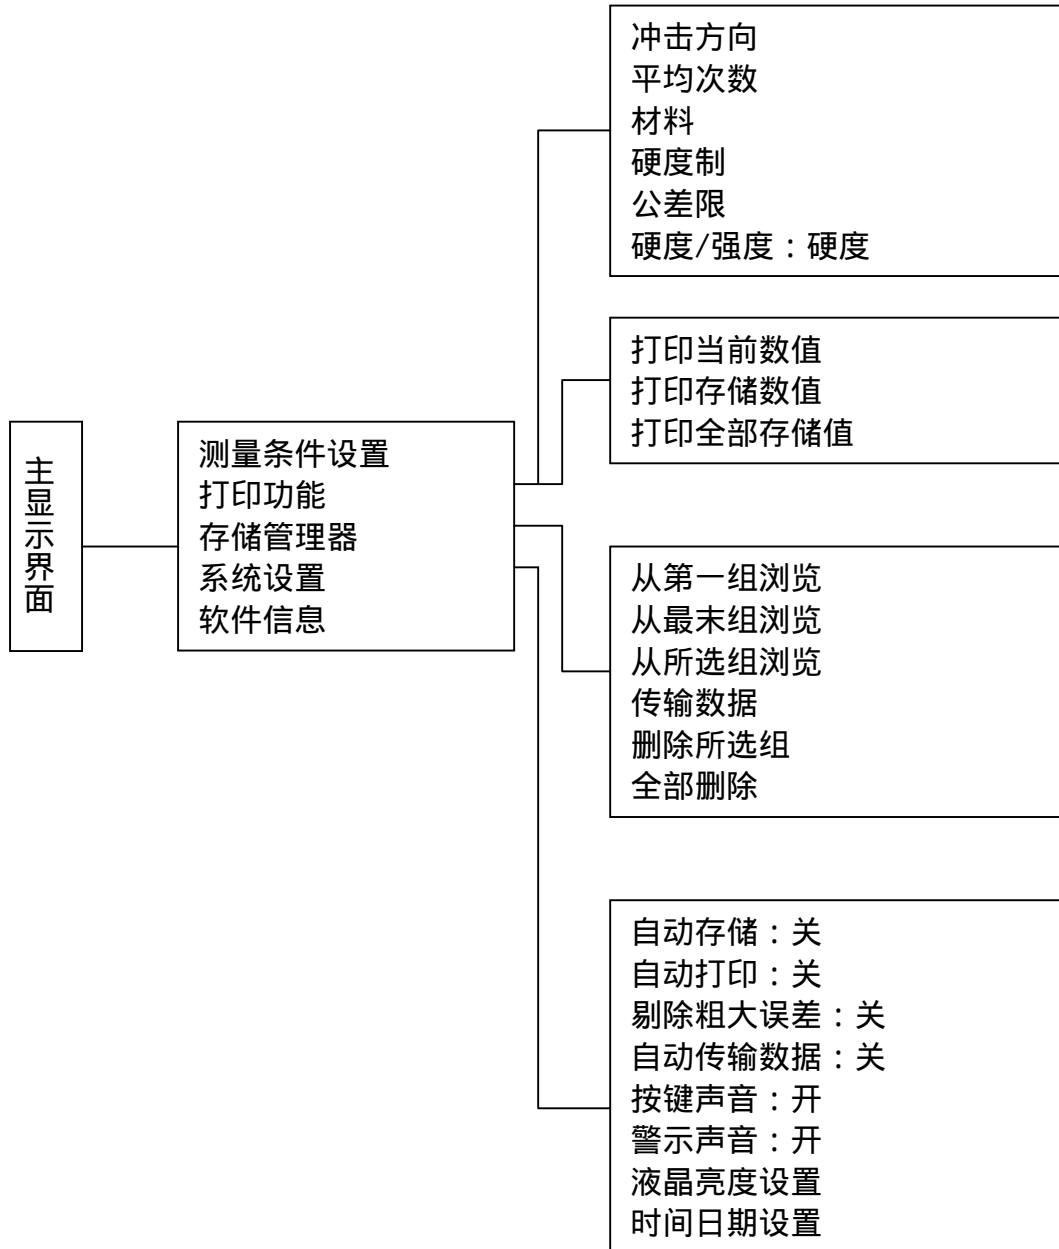 主显示界面
测量条件设置
打印功能
存储管理器
系统设置
软件信息
冲击方向
平均次数
材料
硬度制
公差限
硬度/强度：硬度
打印当前数值
打印存储数值
打印全部存储值
从第一组浏览
从最末组浏览
从所选组浏览
传输数据
删除所选组
全部删除
自动存储：关
自动打印：关
剔除粗大误差：关
自动传输数据：关
按键声音：开
警示声音：开
液晶亮度设置
时间日期设置